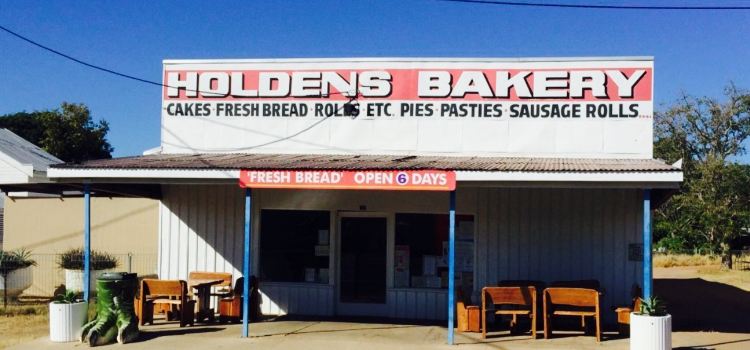 HOLDENS BAKERY
CAKES · FRESH BREAD · ROLLS · ETC. PIES · PASTIES · SAUSAGE ROLLS
'FRESH BREAD' OPEN 6 DAYS